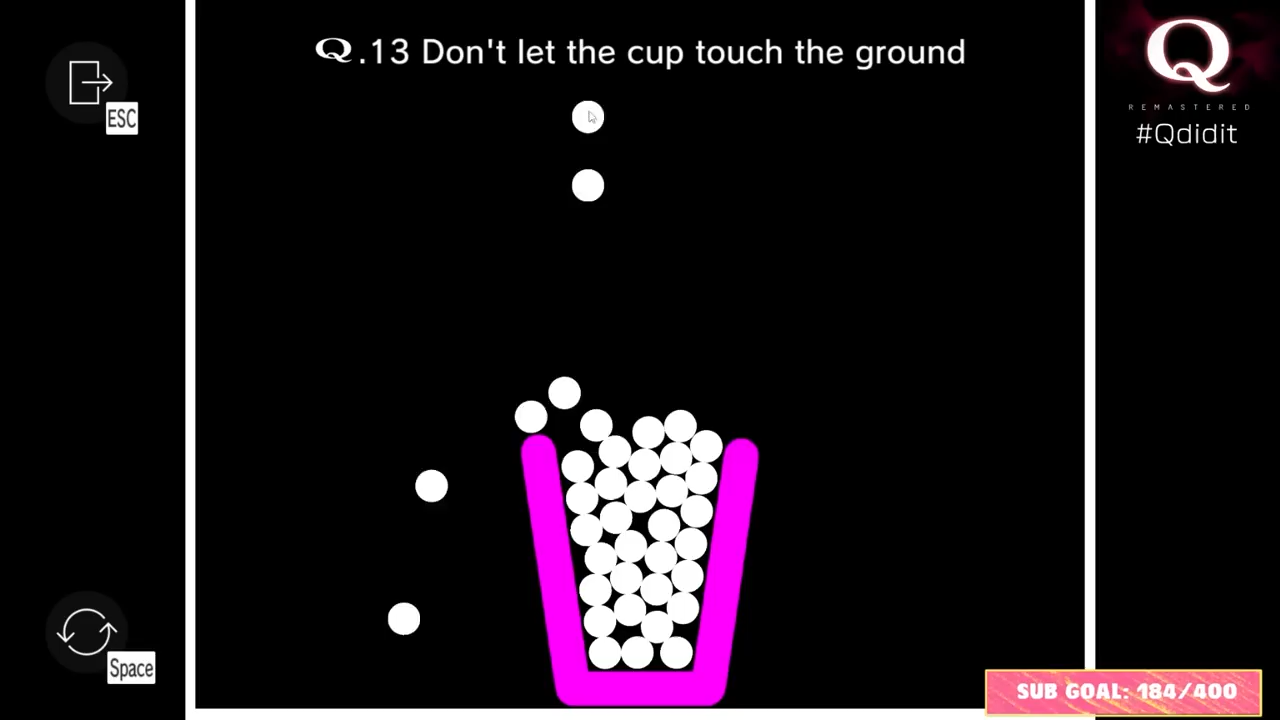 Q.13 Don't let the cup touch the ground
ESC
Q
REMASTERED
#Qdidit
Space
SUB GOAL: 184/400